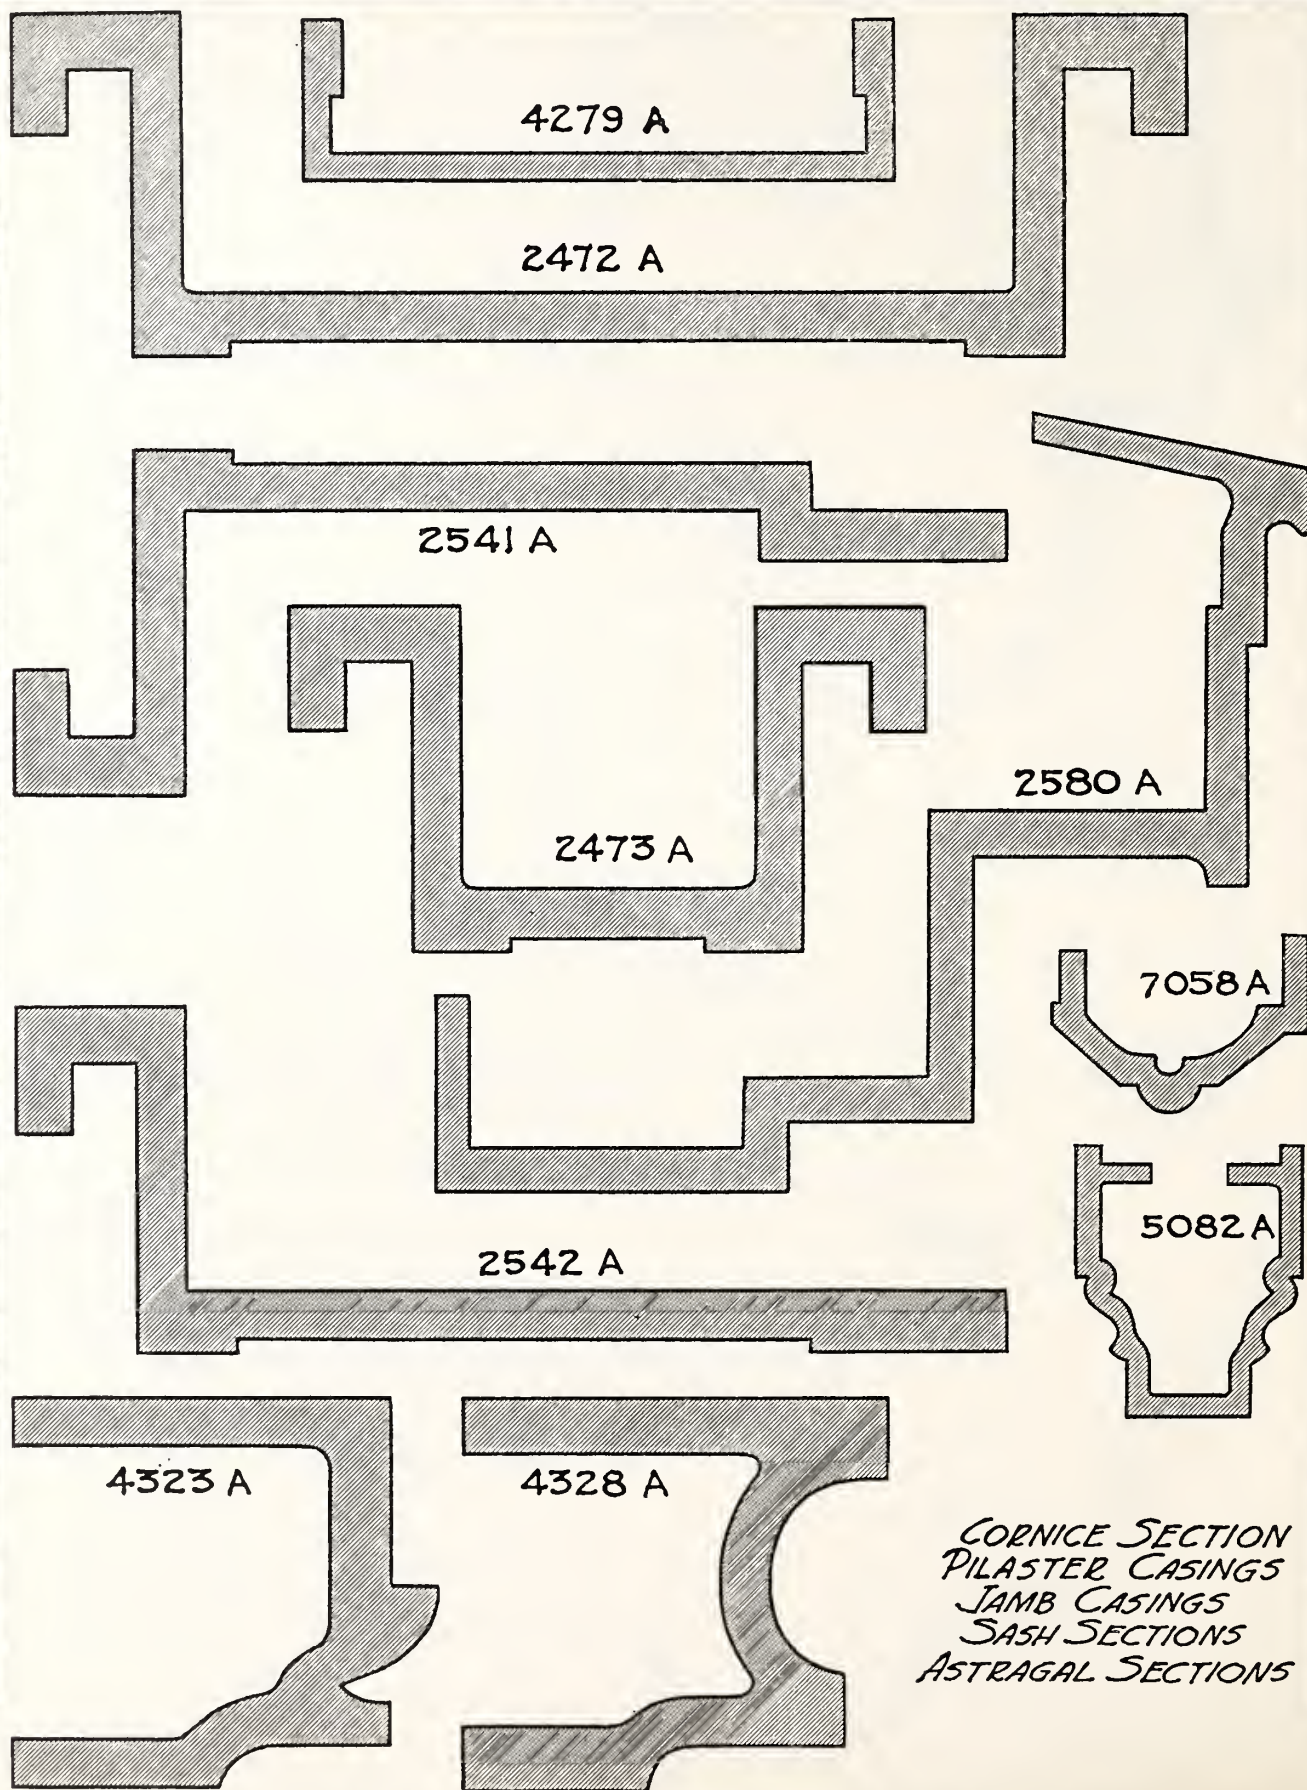 4279 A
2472 A
2541 A
2580 A
2473 A
7058 A
5082 A
2542 A
4323 A
4328 A
CORNICE SECTION
PILASTER CASINGS
JAMB CASINGS
SASH SECTIONS
ASTRAGAL SECTIONS